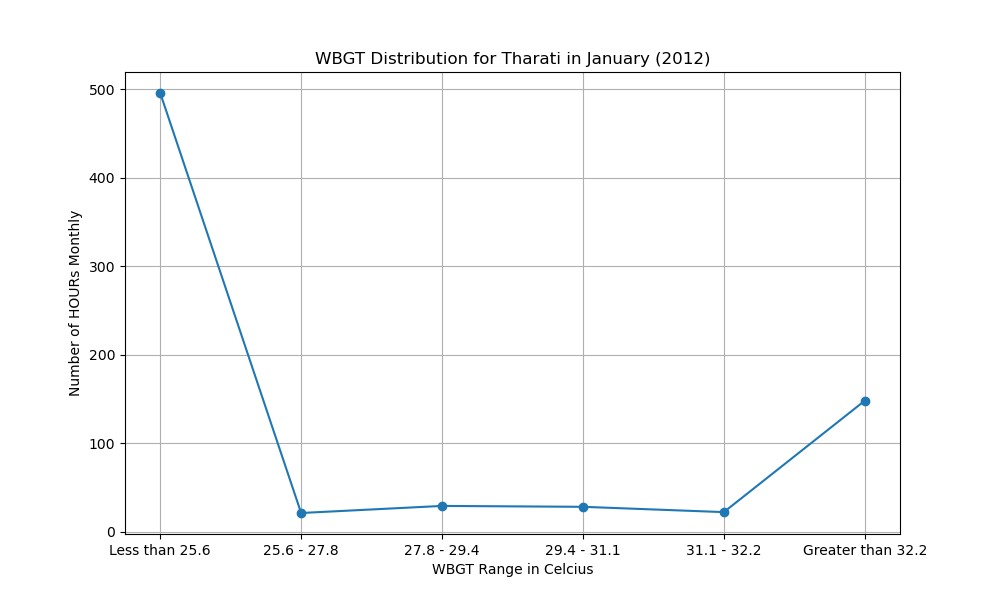 WBGT Distribution for Tharati in January (2012)
Number of HOURs Monthly
500
400
300
200
100
0
Less than 25.6
25.6 - 27.8
27.8 - 29.4
29.4 - 31.1
31.1 - 32.2
Greater than 32.2
WBGT Range in Celcius